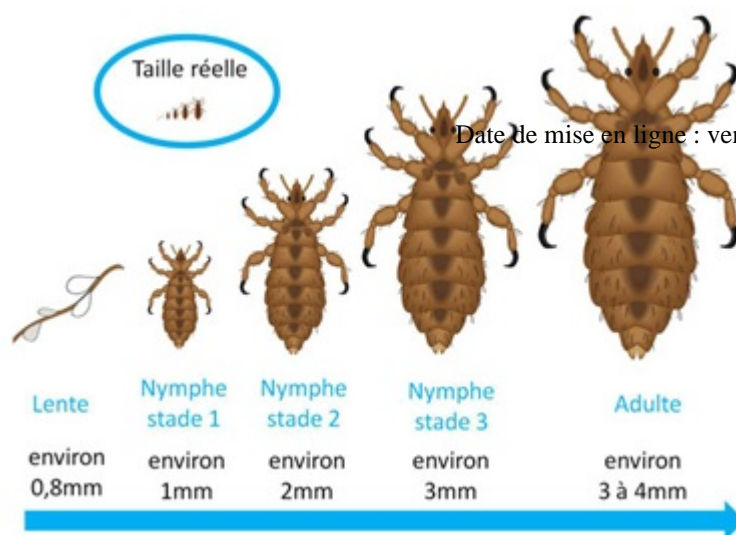 Taille réelle
Date de mise en ligne : ven
Lente
Nymphe
stade 1
Nymphe
stade 2
Nymphe
stade 3
Adulte
environ
0,8mm
environ
1mm
environ
2mm
environ
3mm
environ
3 à 4mm